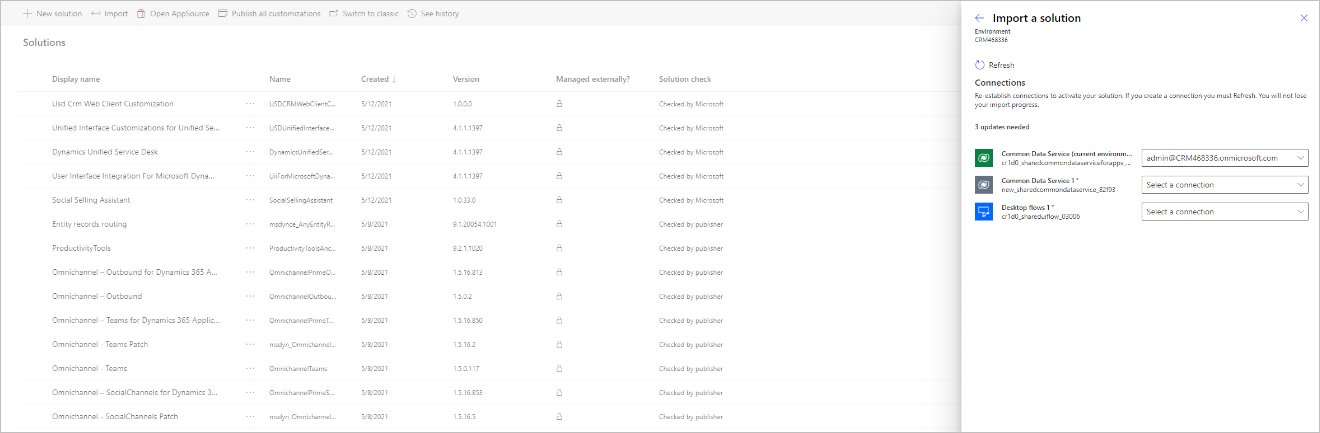 New solution Import Open AppSource Publish all customizations Switch to classic See history
Solutions
Display name Name Created ↓ Version Managed externally? Solution check
Usd Crm Web Client Customization ··· USDCRMWebClientC... 5/12/2021 1.0.0.0 Checked by Microsoft
Unified Interface Customizations for Unified Se... ··· USDUnifiedInterface... 5/12/2021 4.1.1.1397 Checked by Microsoft
Dynamics Unified Service Desk ··· DynamicsUnifiedSer... 5/12/2021 4.1.1.1397 Checked by Microsoft
User Interface Integration For Microsoft Dyna... ··· UiiForMicrosoftDyna... 5/12/2021 4.1.1.1397 Checked by Microsoft
Social Selling Assistant ··· SocialSellingAssistant 5/12/2021 1.0.33.0 Checked by Microsoft
Entity records routing ··· msdynce_AnyEntityR... 5/8/2021 9.1.20054.1001 Checked by publisher
ProductivityTools ··· ProductivityToolsAnc... 5/8/2021 9.2.1.1020 Checked by publisher
Omnichannel – Outbound for Dynamics 365 A... ··· OmnichannelPrimeO... 5/8/2021 1.5.16.813 Checked by publisher
Omnichannel – Outbound ··· OmnichannelOutbou... 5/8/2021 1.5.0.2 Checked by publisher
Omnichannel – Teams for Dynamics 365 Applic... ··· OmnichannelPrimeT... 5/8/2021 1.5.16.850 Checked by publisher
Omnichannel – Teams Patch ··· msdyn_Omnichannel... 5/8/2021 1.5.16.2 Checked by publisher
Omnichannel – Teams ··· OmnichannelTeams 5/8/2021 1.5.0.117 Checked by publisher
Omnichannel – SocialChannels for Dynamics 3... ··· OmnichannelPrimeS... 5/8/2021 1.5.16.853 Checked by publisher
Omnichannel - SocialChannels Patch ··· msdyn_Omnichannel... 5/8/2021 1.5.16.5 Checked by publisher
Import a solution
Environment
CRM468336
Refresh
Connections
Re-establish connections to activate your solution. If you create a connection you must Refresh. You will not lose
your import progress.
3 updates needed
Common Data Service (current environm... admin@CRM468336.onmicrosoft.com
cr1d0_sharedcommondataserviceforapps_...
Common Data Service 1 * Select a connection
new_sharedcommondataservice_82f93
Desktop flows 1 * Select a connection
cr1d0_shareduiflow_d3006